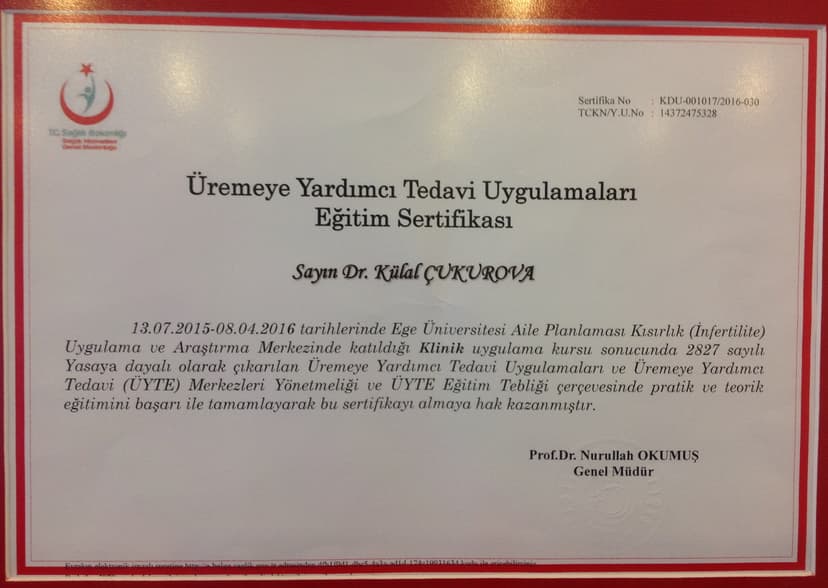 T.C. Sağlık Bakanlığı
Sağlık Hizmetleri
Genel Müdürlüğü
Sertifika No : KDU-001017/2016-030
TCKN/Y.U.No : 14372475328
Üremeye Yardımcı Tedavi Uygulamaları
Eğitim Sertifikası
Sayın Dr. Külal ÇUKUROVA
13.07.2015-08.04.2016 tarihlerinde Ege Üniversitesi Aile Planlaması Kısırlık (İnfertilite)
Uygulama ve Araştırma Merkezinde katıldığı Klinik uygulama kursu sonucunda 2827 sayılı
Yasaya dayalı olarak çıkarılan Üremeye Yardımcı Tedavi Uygulamaları ve Üremeye Yardımcı
Tedavi (ÜYTE) Merkezleri Yönetmeliği ve ÜYTE Eğitim Tebliği çerçevesinde pratik ve teorik
eğitimini başarı ile tamamlayarak bu sertifikayı almaya hak kazanmıştır.
Prof.Dr. Nurullah OKUMUŞ
Genel Müdür